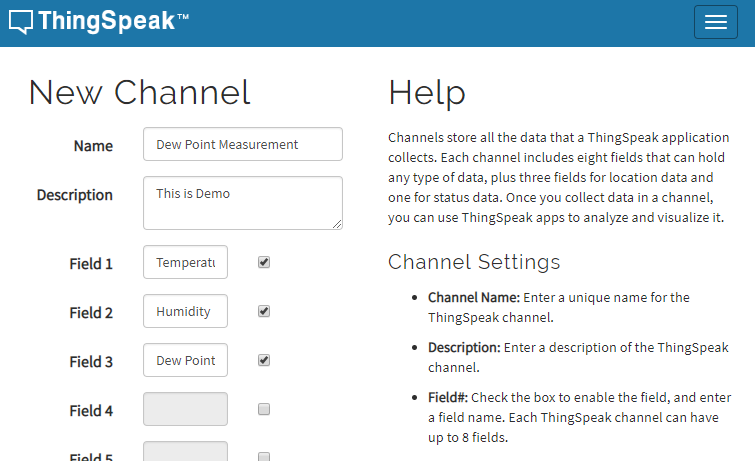 ThingSpeak™
New Channel
Name
Dew Point Measurement
Description
This is Demo
Field 1
Temperatu
Field 2
Humidity
Field 3
Dew Point
Field 4
Field 5
Help
Channels store all the data that a ThingSpeak application
collects. Each channel includes eight fields that can hold
any type of data, plus three fields for location data and
one for status data. Once you collect data in a channel,
you can use ThingSpeak apps to analyze and visualize it.
Channel Settings
• Channel Name: Enter a unique name for the
ThingSpeak channel.
• Description: Enter a description of the ThingSpeak
channel.
• Field#: Check the box to enable the field, and enter
a field name. Each ThingSpeak channel can have
up to 8 fields.